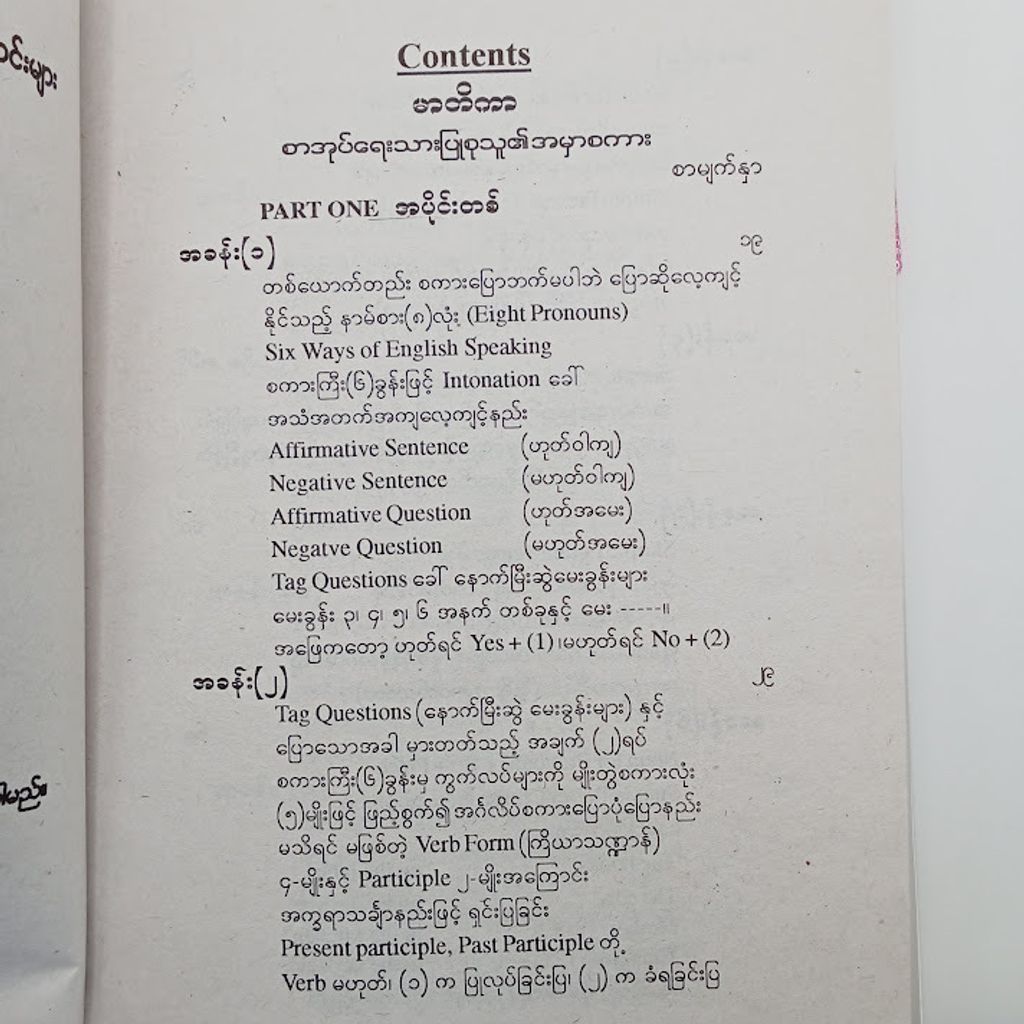 င်းများ
ါမည်။
Contents
မာတိကာ
စာအုပ်ရေးသားပြုစုသူ၏အမှာစကား
စာမျက်နှာ
PART ONE အပိုင်းတစ်
အခန်း(၁) ၁၉
တစ်ယောက်တည်း စကားပြောဘက်မပါဘဲ ပြောဆိုလေ့ကျင့်
နိုင်သည့် နာမ်စား(၈)လုံး (Eight Pronouns)
Six Ways of English Speaking
စကားကြီး(၆)ခွန်းဖြင့် Intonation ခေါ်
အသံအတက်အကျလေ့ကျင့်နည်း
Affirmative Sentence (ဟုတ်ဝါကျ)
Negative Sentence (မဟုတ်ဝါကျ)
Affirmative Question (ဟုတ်အမေး)
Negatve Question (မဟုတ်အမေး)
Tag Questions ခေါ် နောက်မြီးဆွဲမေးခွန်းများ
မေးခွန်း ၃၊ ၄၊ ၅၊ ၆ အနက် တစ်ခုနှင့် မေး -----။
အဖြေကတော့ ဟုတ်ရင် Yes + (1) ၊မဟုတ်ရင် No + (2)
အခန်း(၂) ၂၉
Tag Questions (နောက်မြီးဆွဲ မေးခွန်းများ) နှင့်
ပြောသောအခါ မှားတတ်သည့် အချက် (၂)ရပ်
စကားကြီး(၆)ခွန်းမှ ကွက်လပ်များကို မျိုးတွဲစကားလုံး
(၅)မျိုးဖြင့် ဖြည့်စွက်၍ အင်္ဂလိပ်စကားပြောပုံပြောနည်း
မသိရင် မဖြစ်တဲ့ Verb Form (ကြိယာသဏ္ဌာန်)
၄-မျိုးနှင့် Participle ၂-မျိုးအကြောင်း
အက္ခရာသင်္ချာနည်းဖြင့် ရှင်းပြခြင်း
Present participle, Past Participle တို့
Verb မဟုတ်၊ (၁) က ပြုလုပ်ခြင်းပြ၊ (၂) က ခံရခြင်းပြ